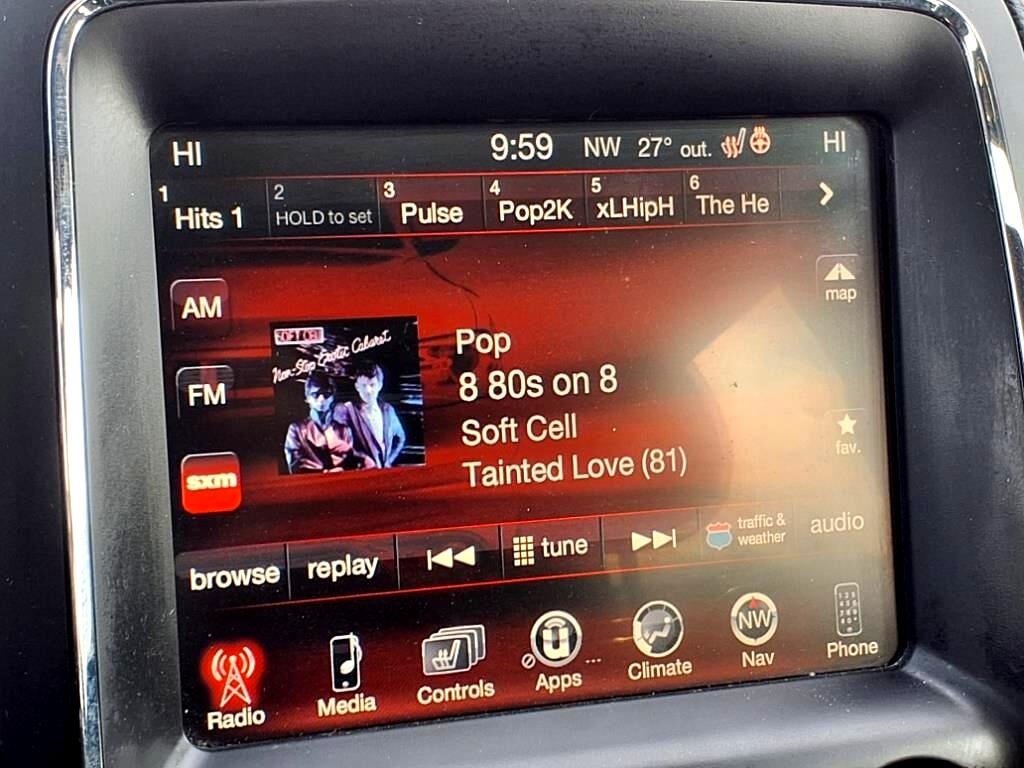 HI 9:59 NW 27° out. HI
1 Hits 1
2 HOLD to set
3 Pulse
4 Pop2K
5 xLHipH
6 The He
AM
FM
sxm
SOFT CELL
Non-Stop Erotic Cabaret
Pop
8 80s on 8
Soft Cell
Tainted Love (81)
map
fav.
browse
replay
tune
traffic &
weather
audio
Radio
Media
Controls
Apps
Climate
NW
Nav
Phone